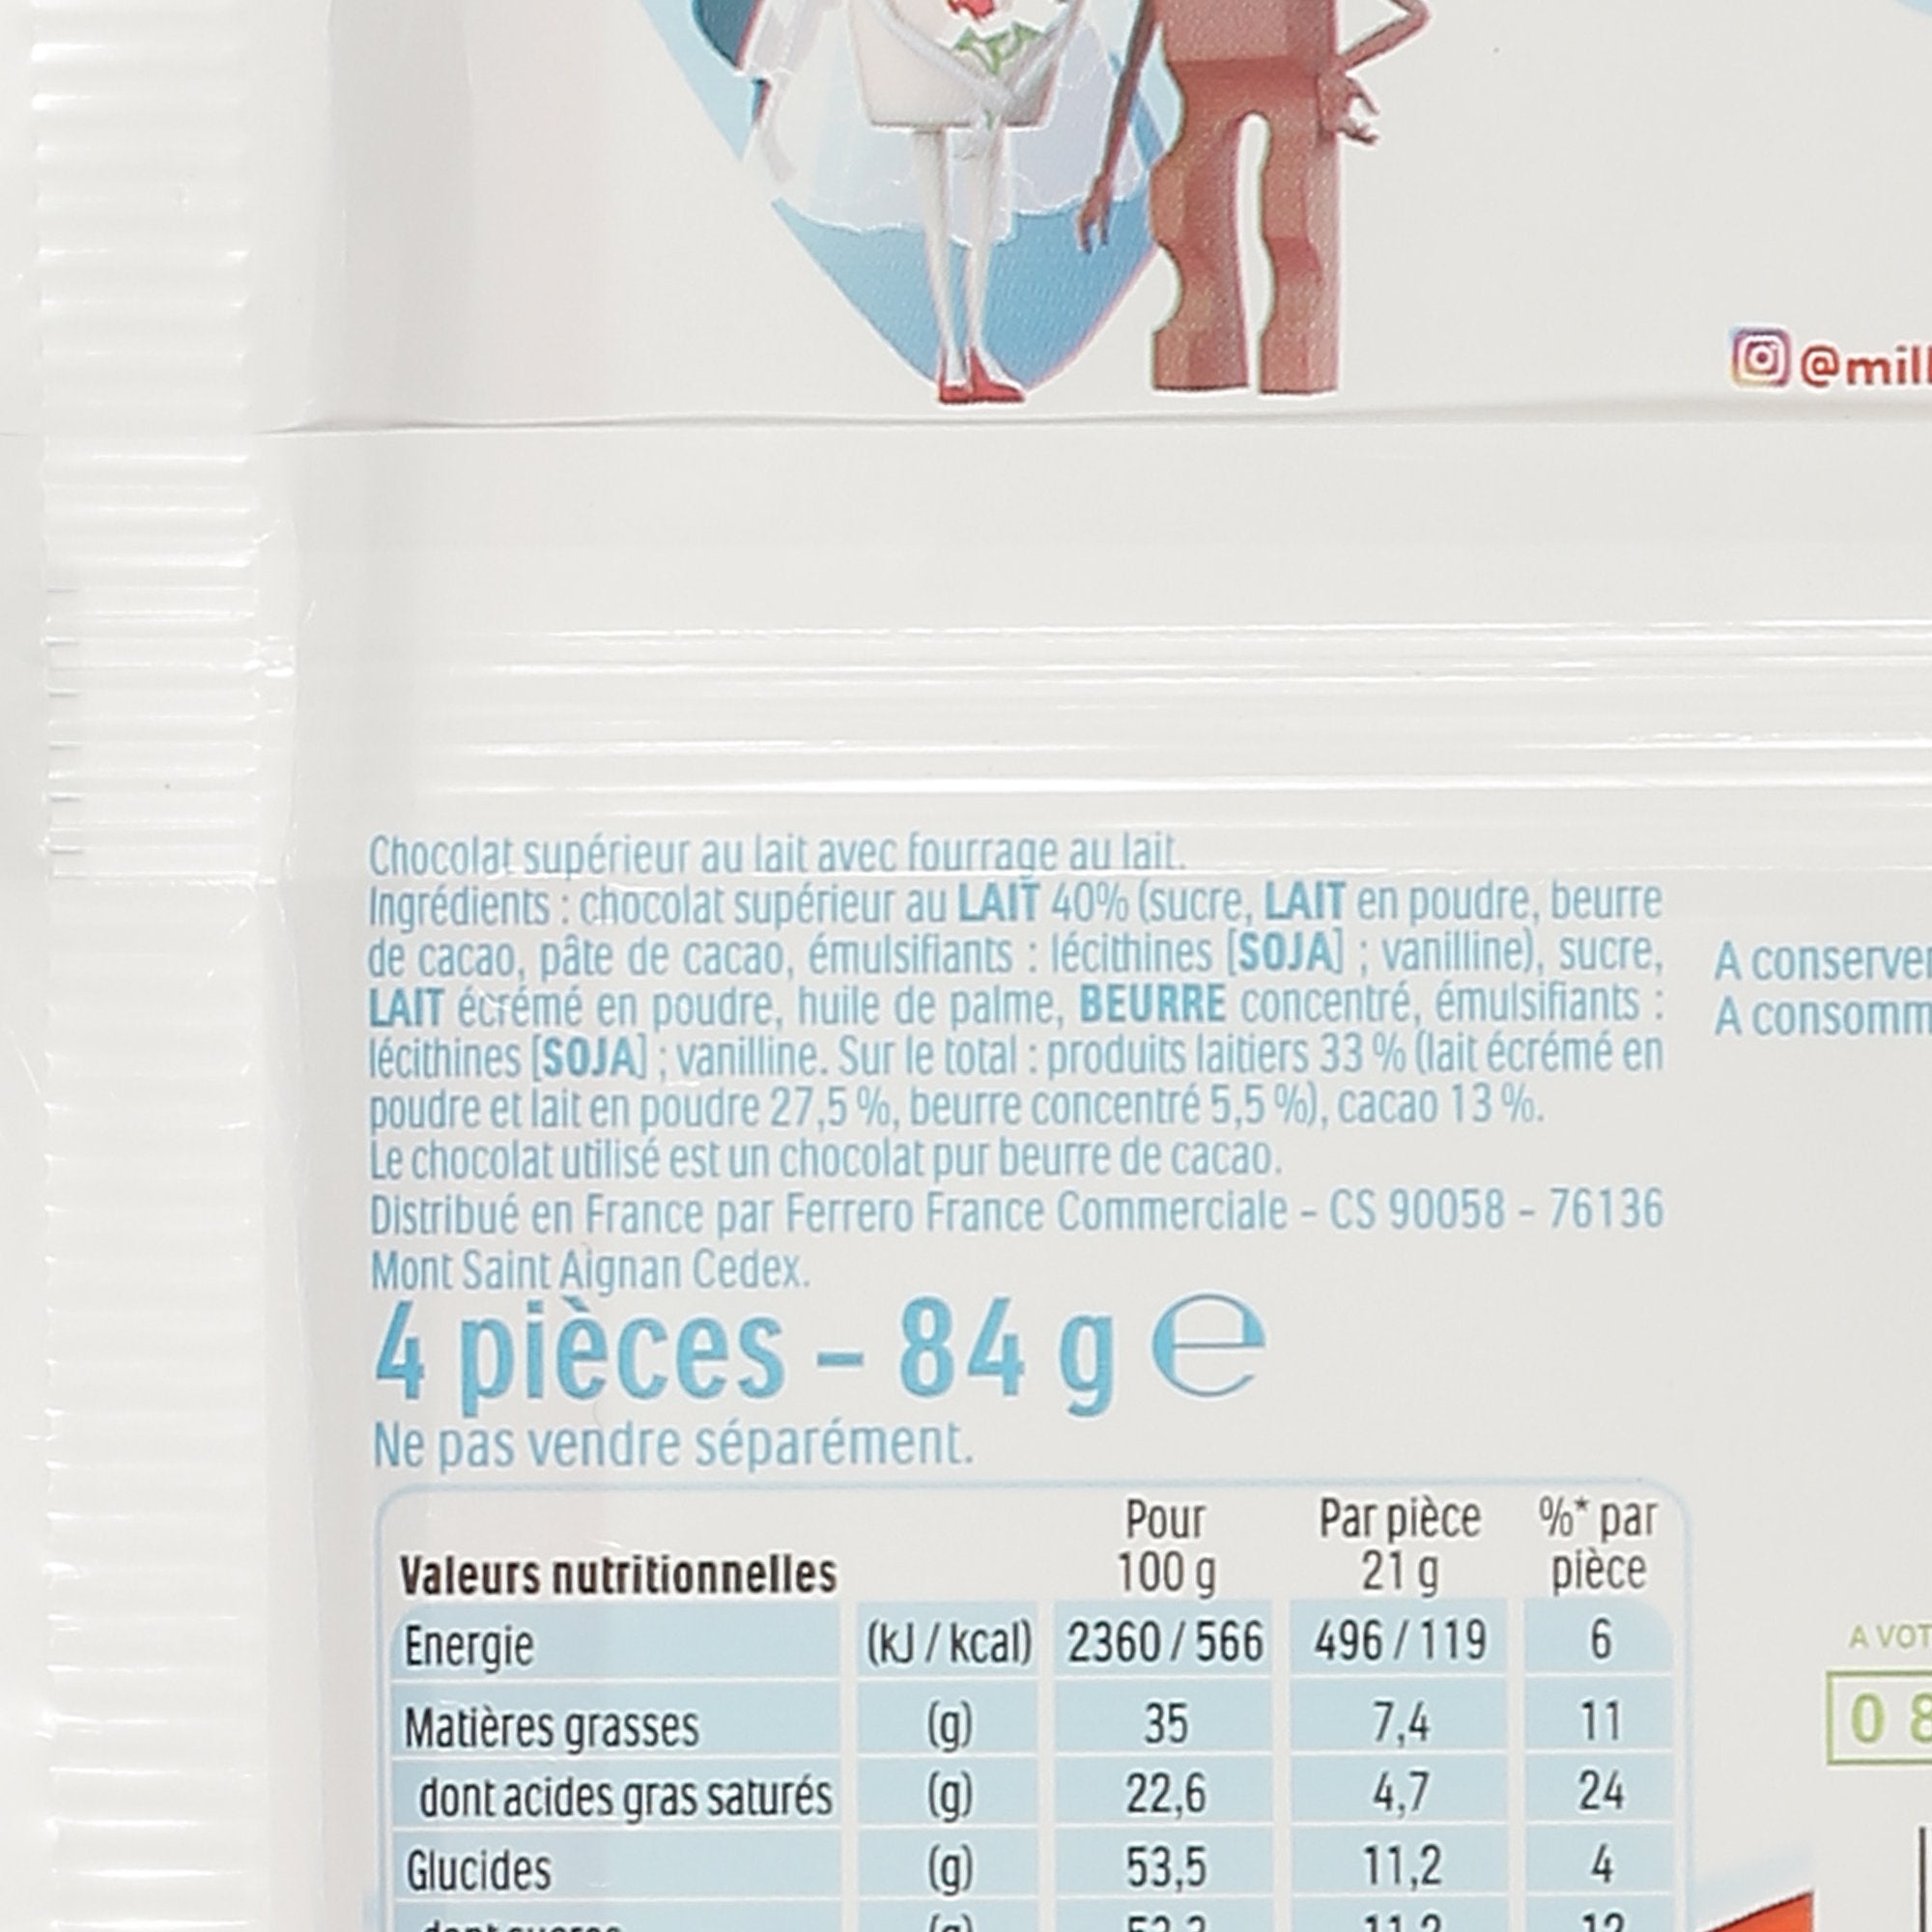 @mil
Chocolat supérieur au lait avec fourrage au lait.
Ingrédients : chocolat supérieur au LAIT 40% (sucre, LAIT en poudre, beurre
de cacao, pâte de cacao, émulsifiants : lécithines [SOJA] ; vanilline), sucre,
LAIT écrémé en poudre, huile de palme, BEURRE concentré, émulsifiants :
lécithines [SOJA] ; vanilline. Sur le total : produits laitiers 33 % (lait écrémé en
poudre et lait en poudre 27,5 %, beurre concentré 5,5 %), cacao 13 %.
Le chocolat utilisé est un chocolat pur beurre de cacao.
Distribué en France par Ferrero France Commerciale - CS 90058 - 76136
Mont Saint Aignan Cedex.
A conserver
A consomm
4 pièces - 84 g e
Ne pas vendre séparément.
Valeurs nutritionnelles Pour 100 g Par pièce 21 g %* par pièce
Energie (kJ / kcal) 2360 / 566 496 / 119 6
Matières grasses (g) 35 7,4 11
dont acides gras saturés (g) 22,6 4,7 24
Glucides (g) 53,5 11,2 4
A VOT
0 8